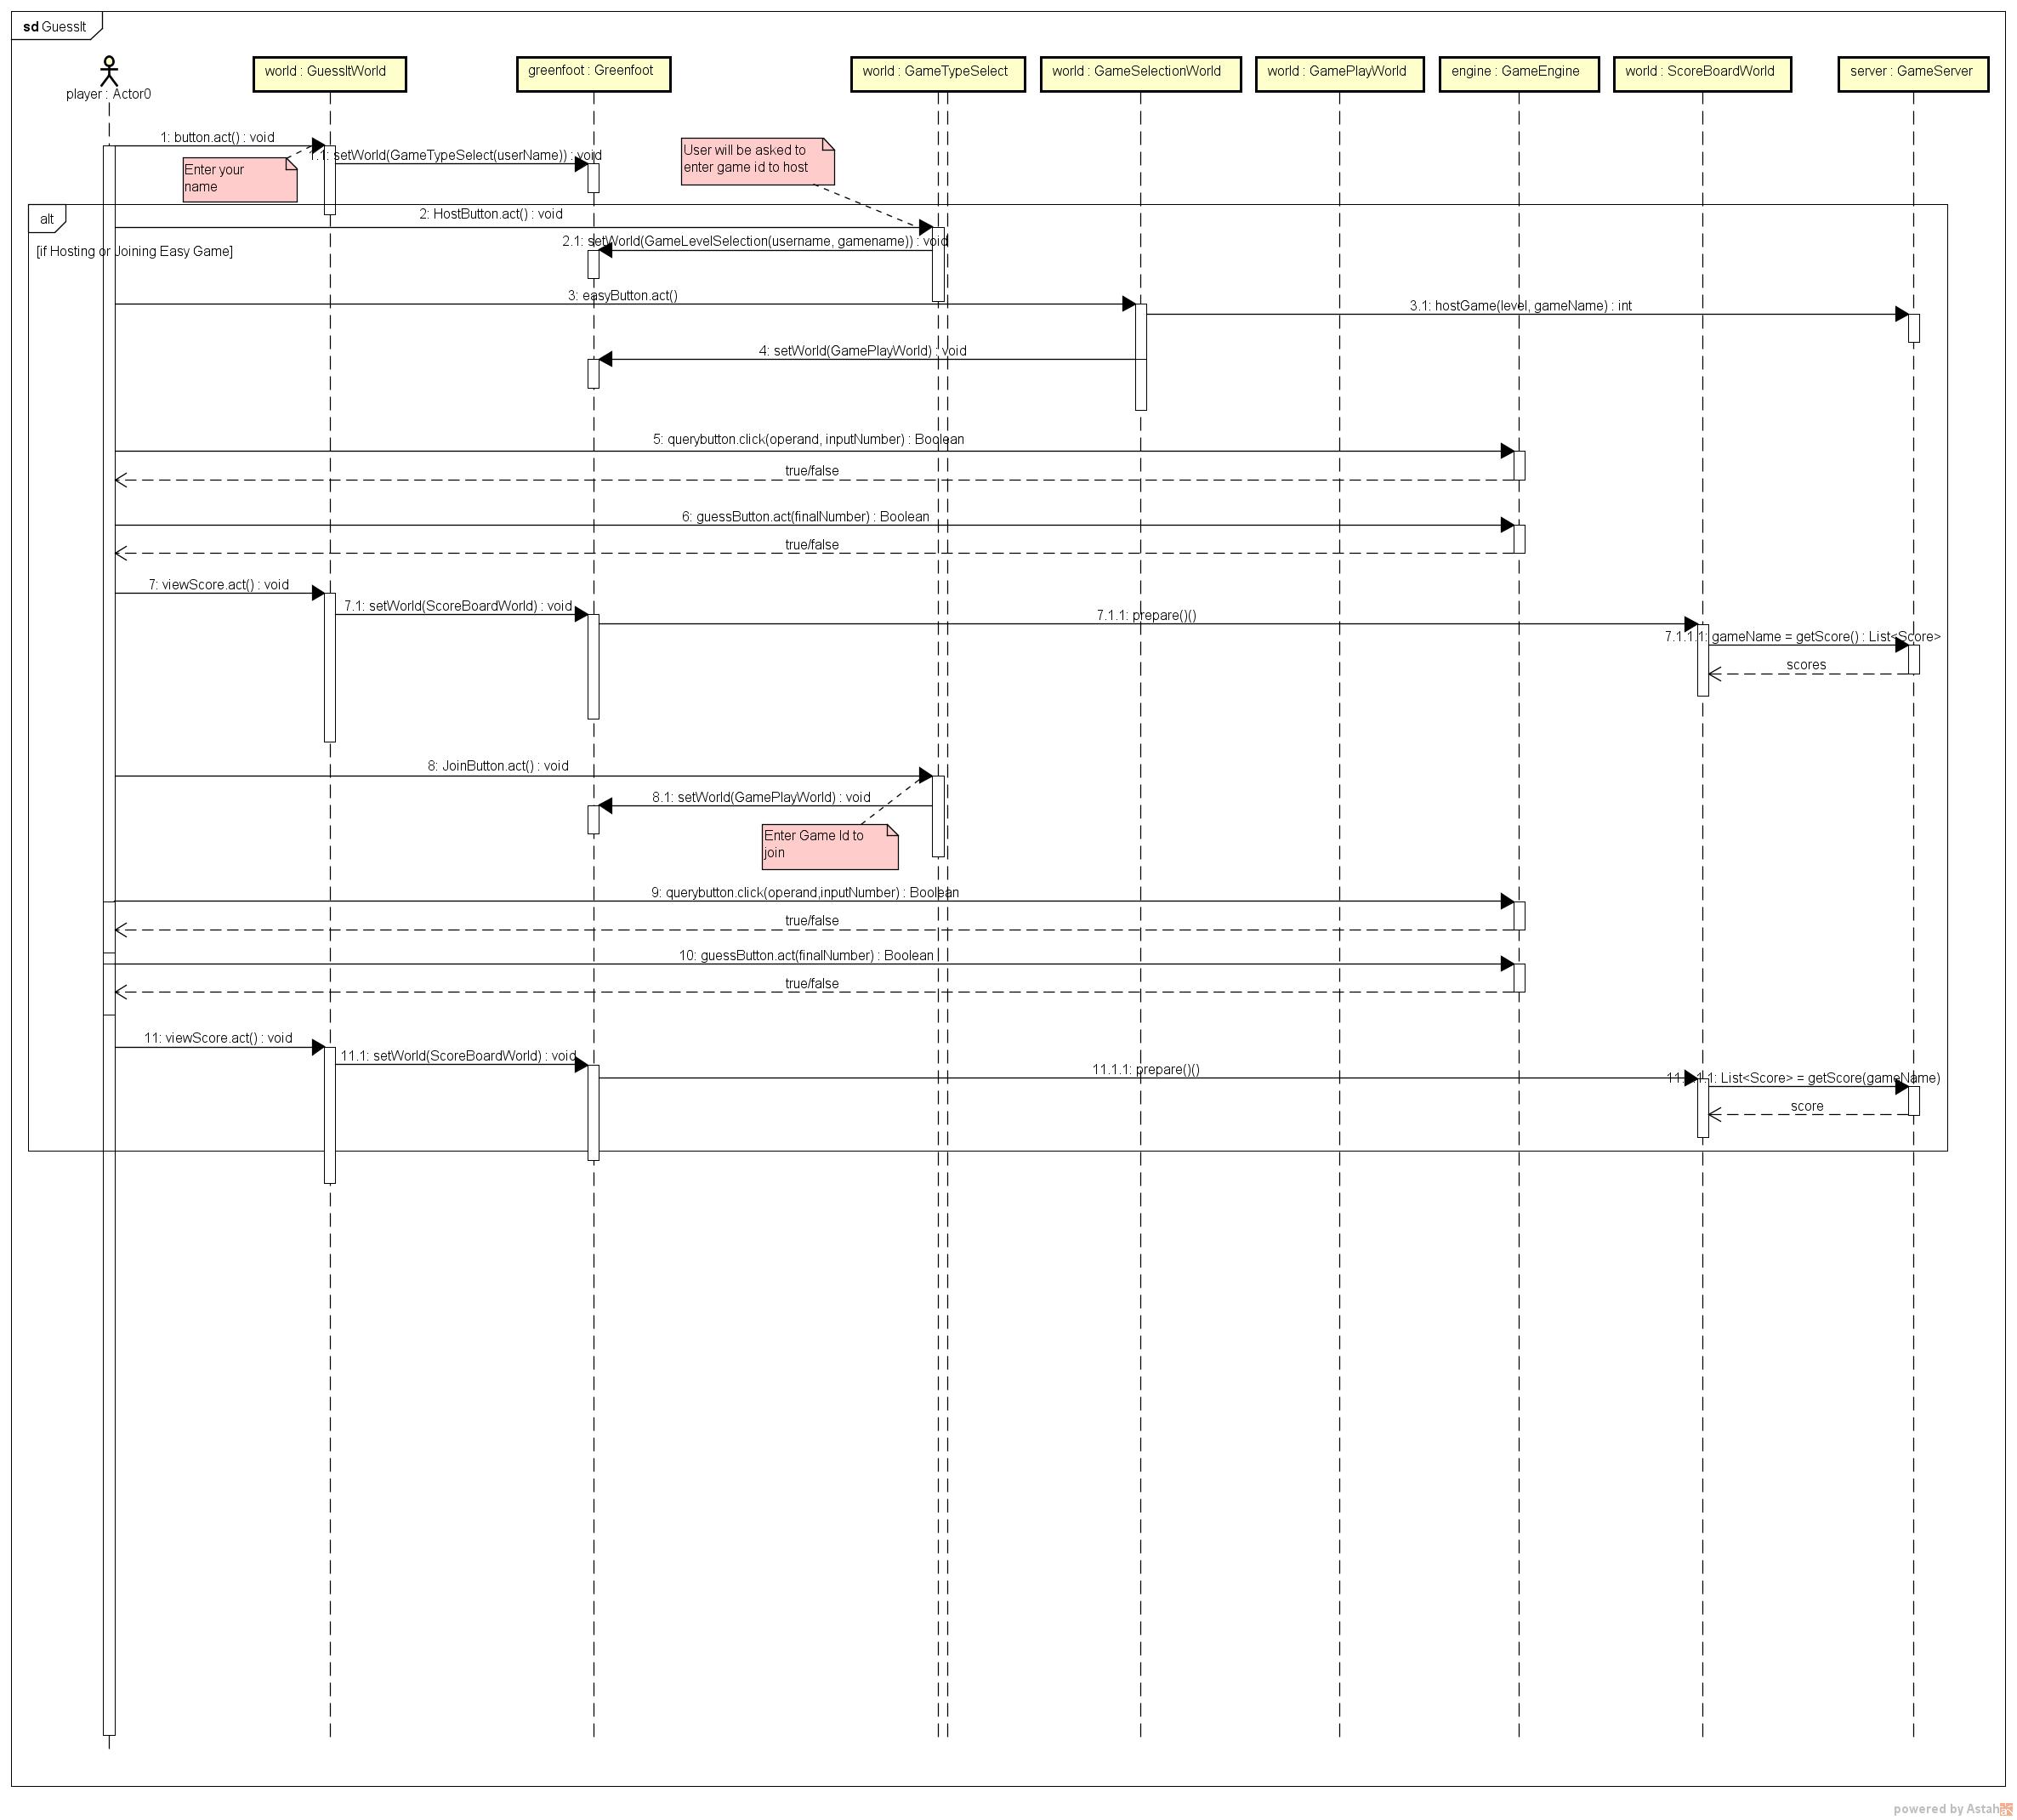 sd GuessIt
player : Actor0
world : GuessItWorld
greenfoot : Greenfoot
world : GameTypeSelect
world : GameSelectionWorld
world : GamePlayWorld
engine : GameEngine
world : ScoreBoardWorld
server : GameServer
1: button.act() : void
Enter your
name
1.1: setWorld(GameTypeSelect(userName)) : void
User will be asked to
enter game id to host
alt
2: HostButton.act() : void
[if Hosting or Joining Easy Game]
2.1: setWorld(GameLevelSelection(username, gamename)) : void
3: easyButton.act()
3.1: hostGame(level, gameName) : int
4: setWorld(GamePlayWorld) : void
5: querybutton.click(operand, inputNumber) : Boolean
true/false
6: guessButton.act(finalNumber) : Boolean
true/false
7: viewScore.act() : void
7.1: setWorld(ScoreBoardWorld) : void
7.1.1: prepare()()
7.1.1.1: gameName = getScore() : List<Score>
scores
8: JoinButton.act() : void
8.1: setWorld(GamePlayWorld) : void
Enter Game Id to
join
9: querybutton.click(operand,inputNumber) : Boolean
true/false
10: guessButton.act(finalNumber) : Boolean
true/false
11: viewScore.act() : void
11.1: setWorld(ScoreBoardWorld) : void
11.1.1: prepare()()
11.1.1.1: List<Score> = getScore(gameName)
score
powered by Astah